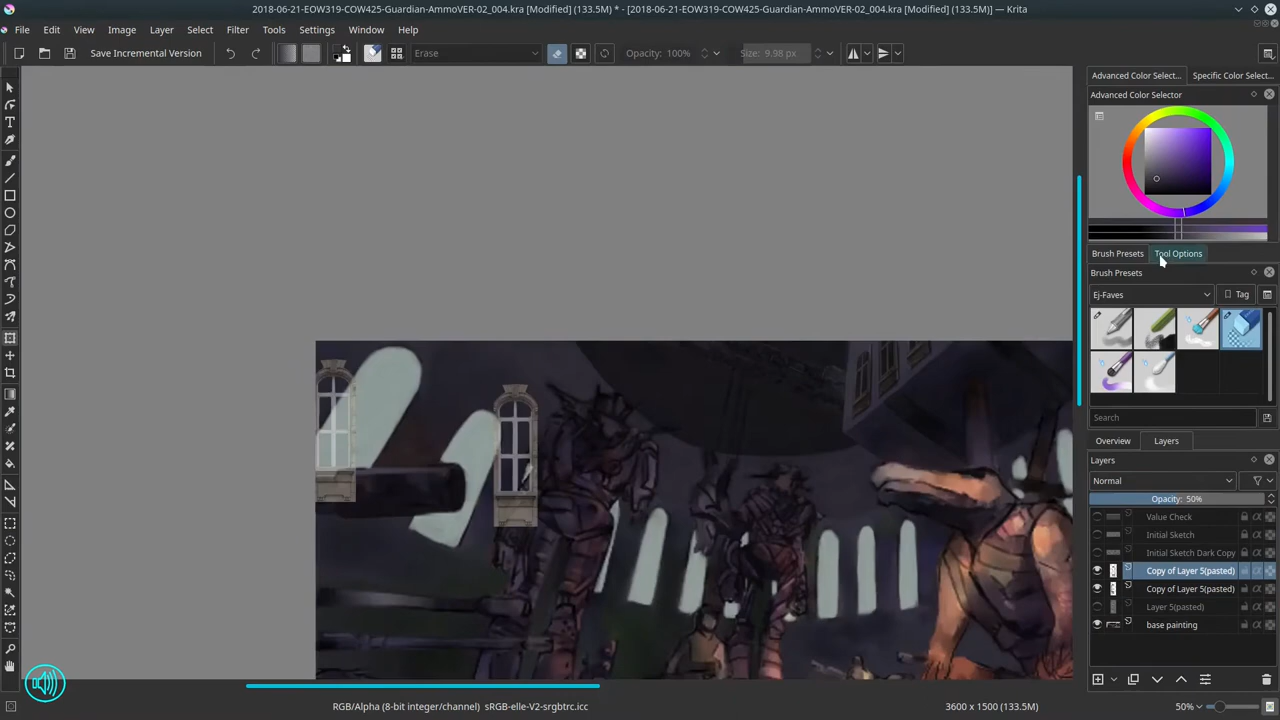 2018-06-21-EOW319-COW425-Guardian-AmmoVER-02_004.kra [Modified] (133.5M) * - [2018-06-21-EOW319-COW425-Guardian-AmmoVER-02_004.kra [Modified] (133.5M)] — Krita
File Edit View Image Layer Select Filter Tools Settings Window Help
Save Incremental Version Erase Opacity: 100% Size: 9.98 px
Advanced Color Select... Specific Color Select...
Advanced Color Selector
Brush Presets Tool Options
Brush Presets
Ej-Faves Tag
Search
Overview Layers
Layers
Normal
Opacity: 50%
Value Check
Initial Sketch
Initial Sketch Dark Copy
Copy of Layer 5(pasted)
Copy of Layer 5(pasted)
Layer 5(pasted)
base painting
RGB/Alpha (8-bit integer/channel) sRGB-elle-V2-srgbtrc.icc 3600 x 1500 (133.5M) 50%